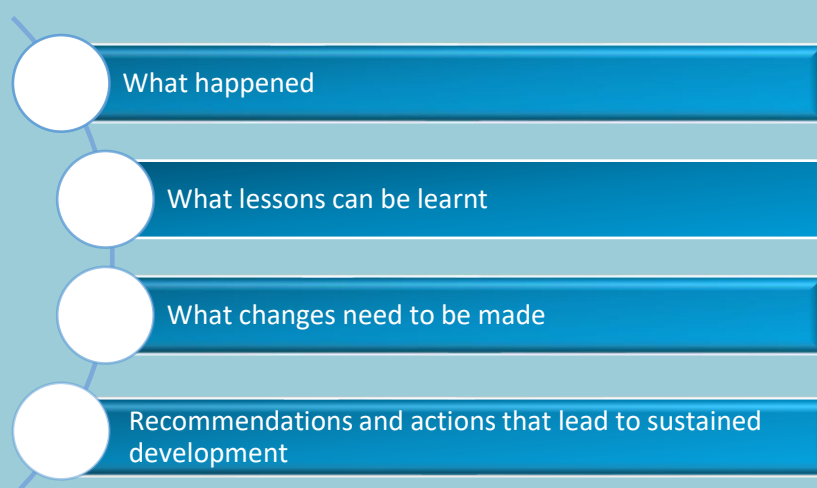 What happened
What lessons can be learnt
What changes need to be made
Recommendations and actions that lead to sustained
development